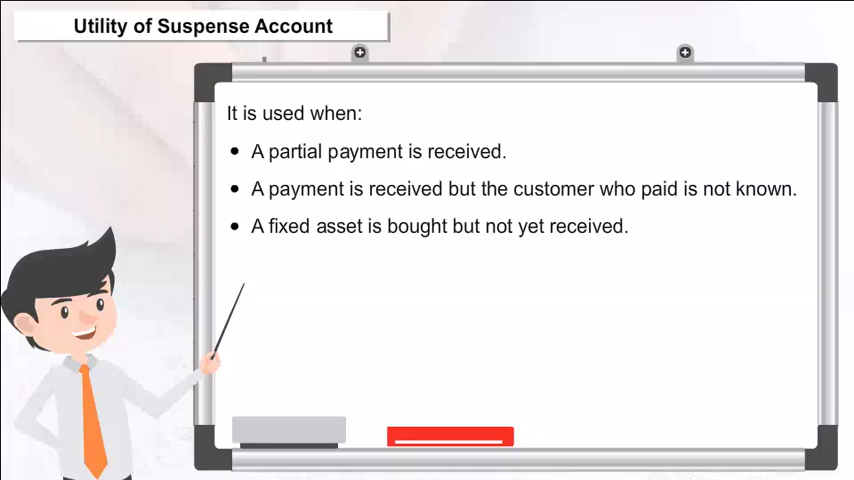 Utility of Suspense Account
It is used when:
• A partial payment is received.
• A payment is received but the customer who paid is not known.
• A fixed asset is bought but not yet received.